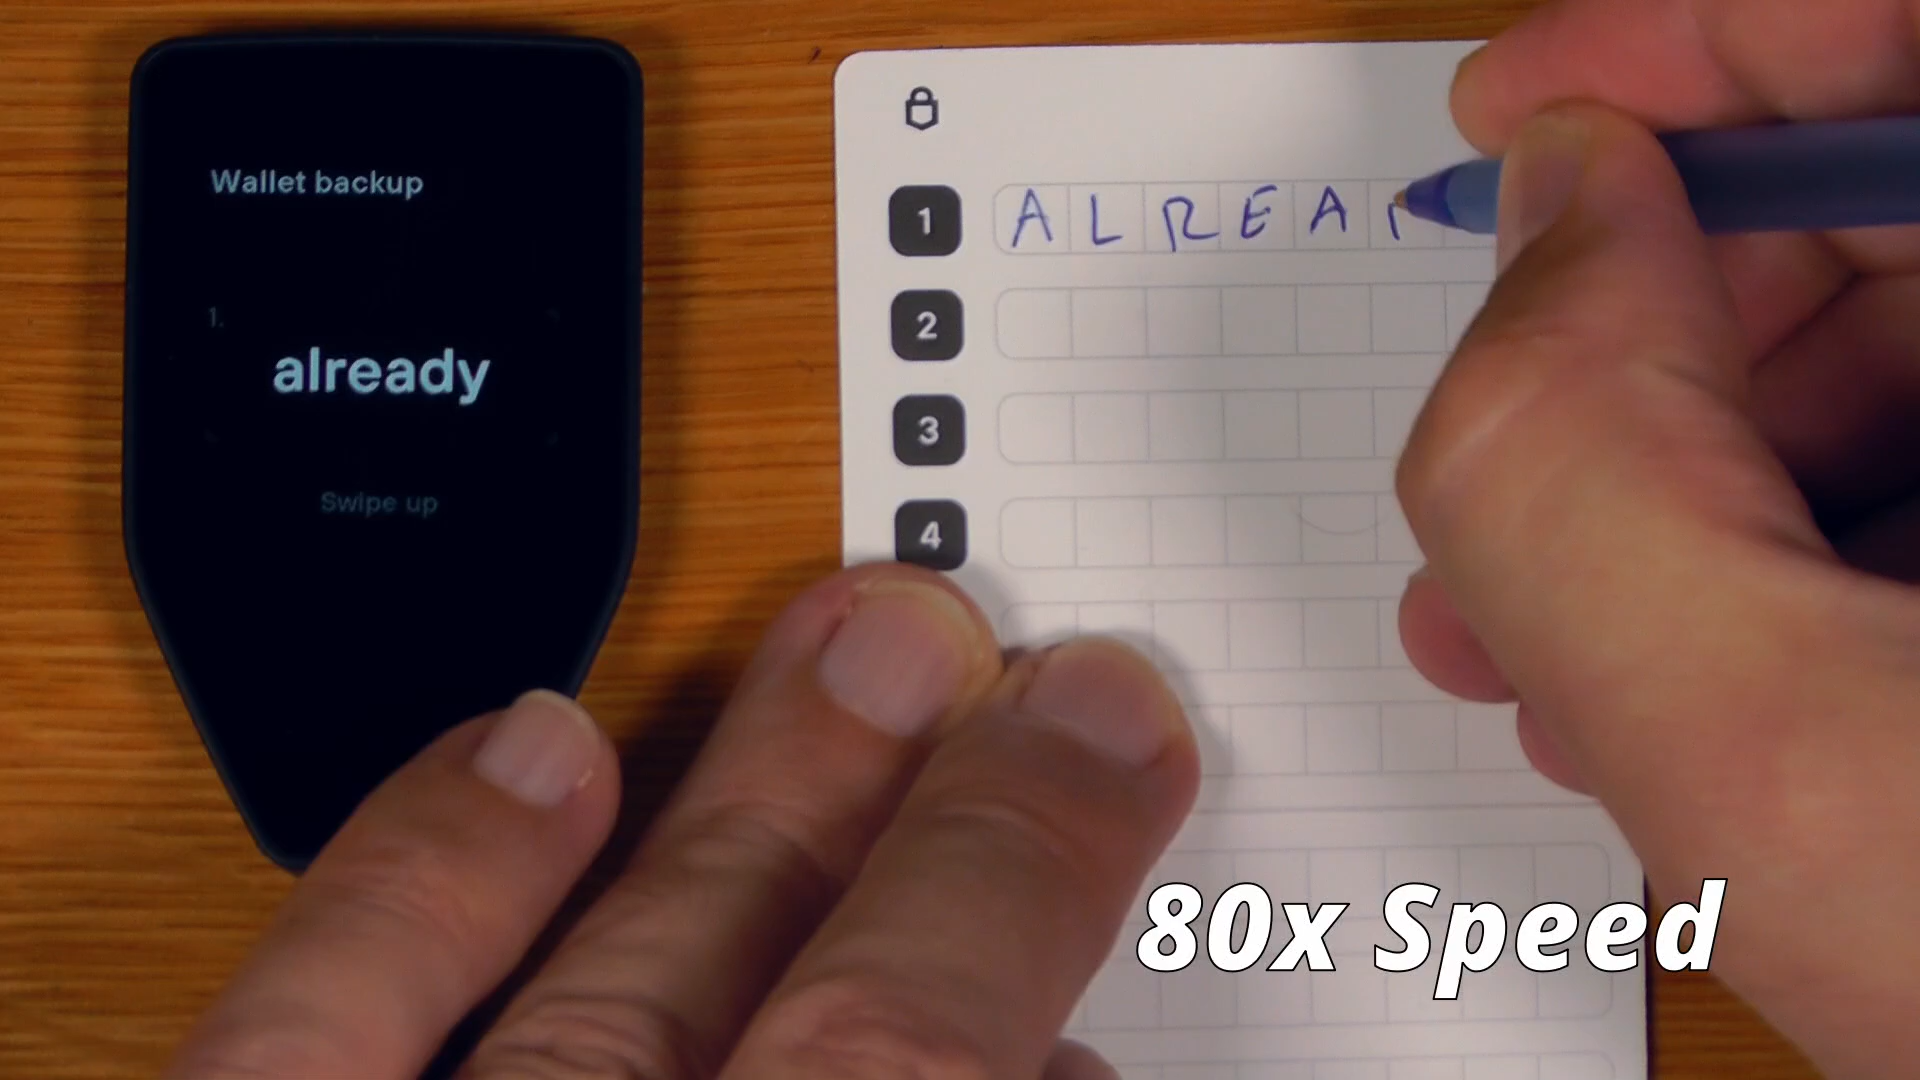 Wallet backup
1.
already
Swipe up
1 ALREA
2
3
4
80x Speed